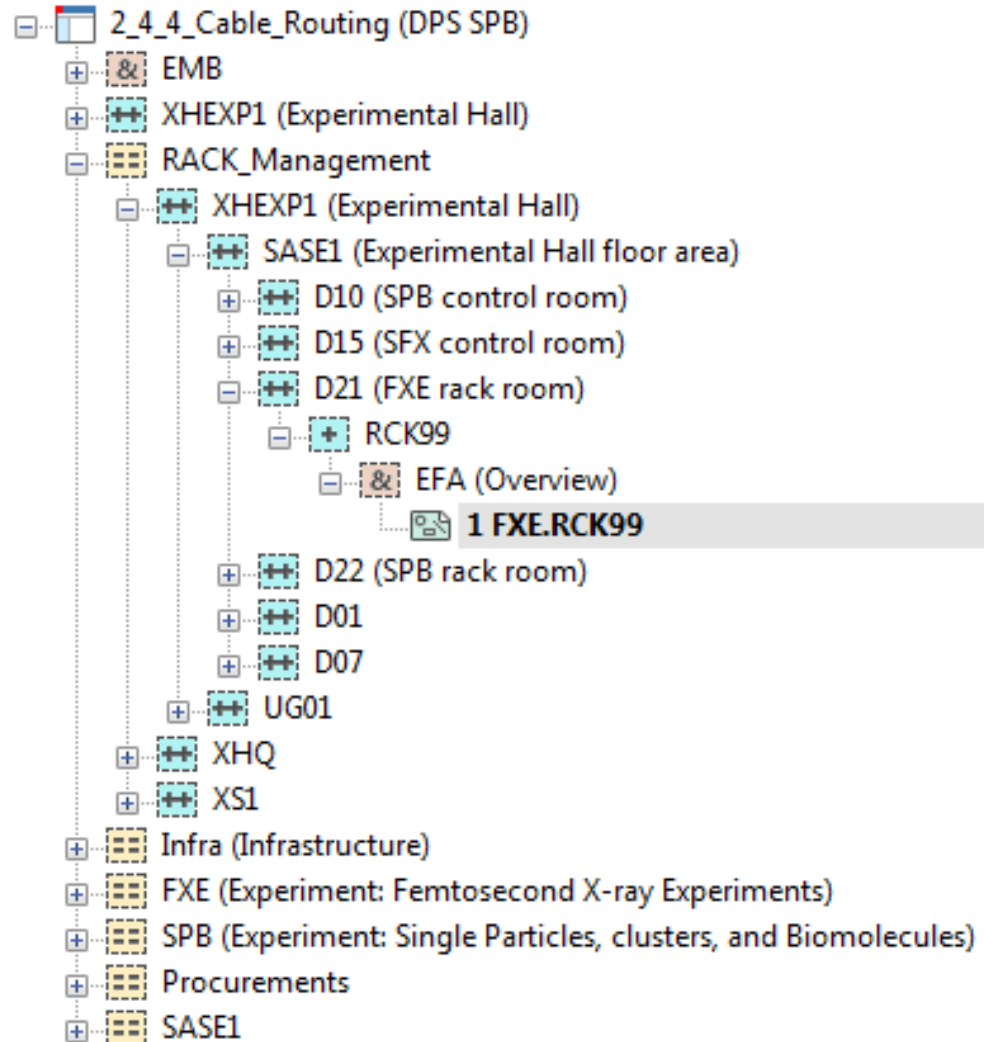 2_4_4_Cable_Routing (DPS SPB)
& EMB
XHEXP1 (Experimental Hall)
RACK_Management
XHEXP1 (Experimental Hall)
SASE1 (Experimental Hall floor area)
D10 (SPB control room)
D15 (SFX control room)
D21 (FXE rack room)
RCK99
& EFA (Overview)
1 FXE.RCK99
D22 (SPB rack room)
D01
D07
UG01
XHQ
XS1
Infra (Infrastructure)
FXE (Experiment: Femtosecond X-ray Experiments)
SPB (Experiment: Single Particles, clusters, and Biomolecules)
Procurements
SASE1